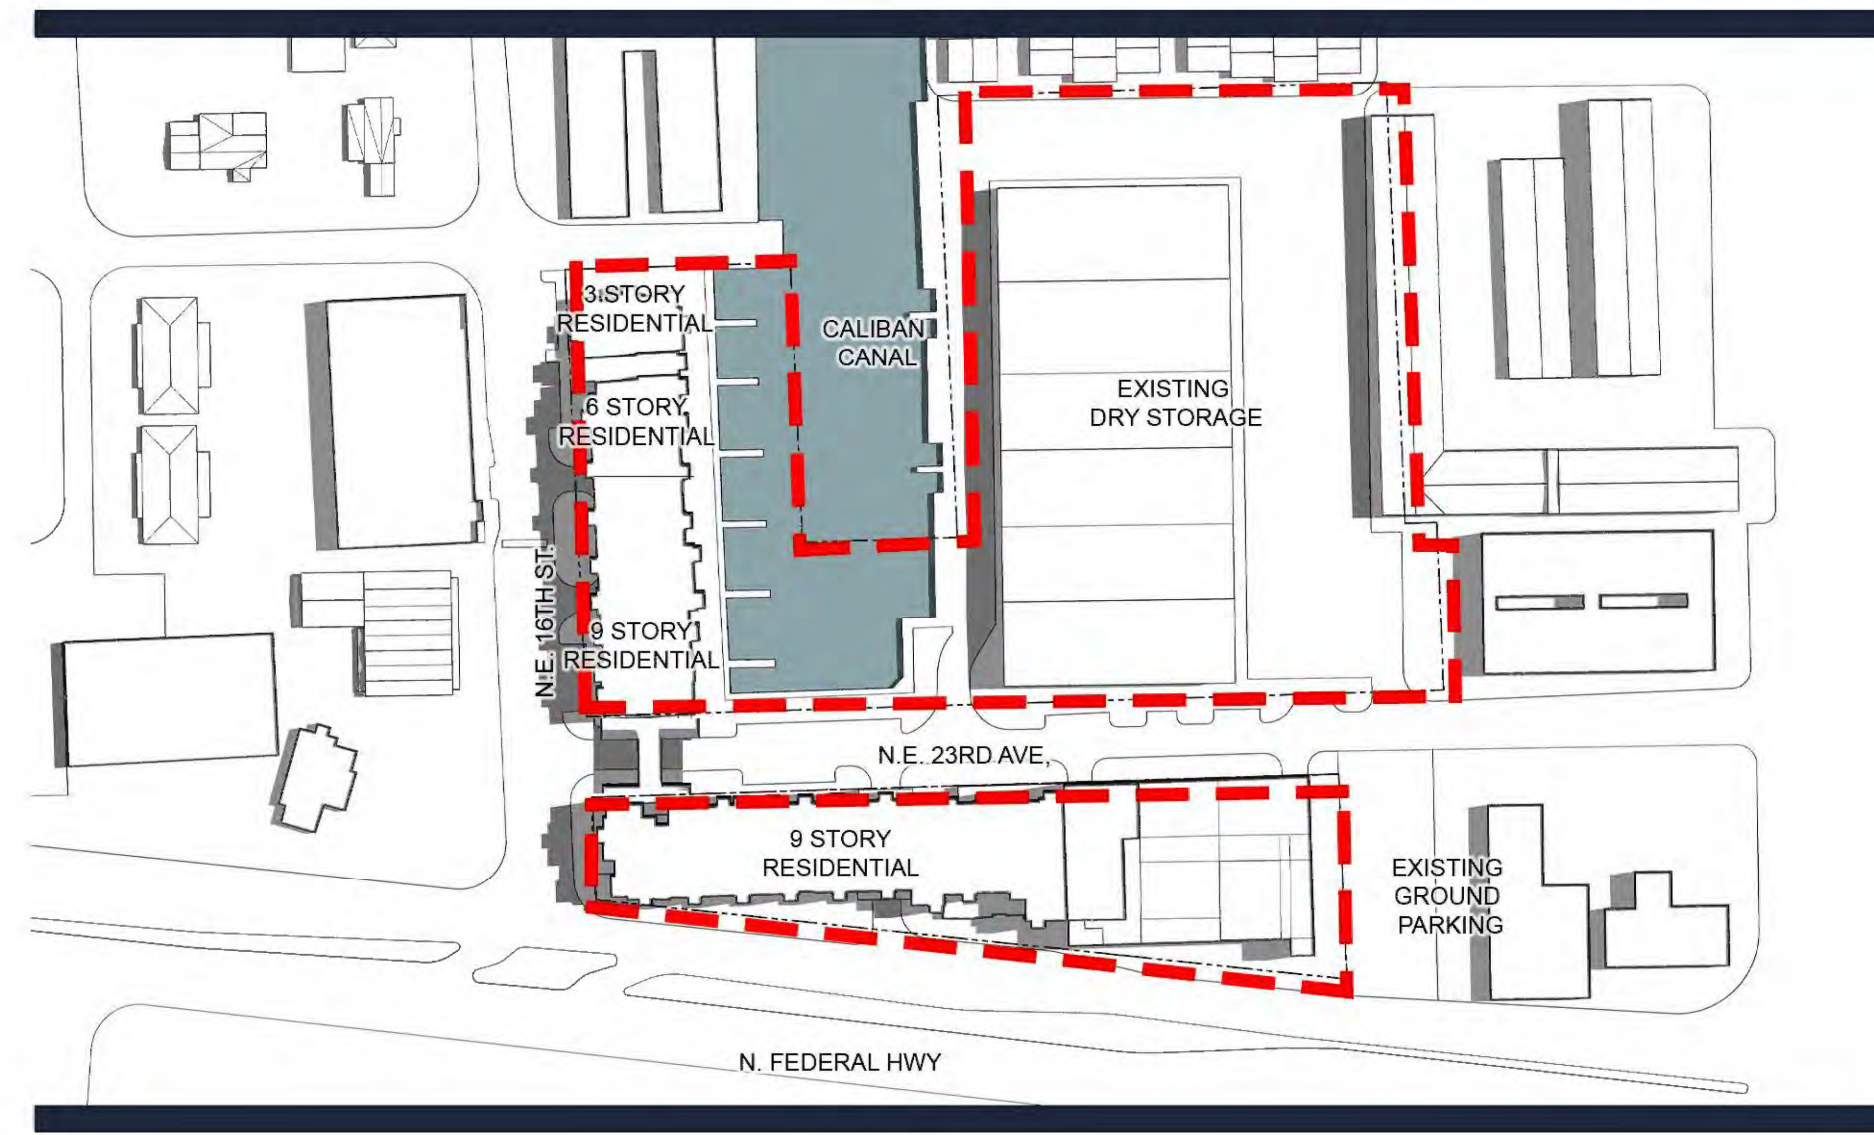 3 STORY
RESIDENTIAL
CALIBAN
CANAL
6 STORY
RESIDENTIAL
EXISTING
DRY STORAGE
N.E. 16TH ST.
9 STORY
RESIDENTIAL
N.E. 23RD AVE,
9 STORY
RESIDENTIAL
EXISTING
GROUND
PARKING
N. FEDERAL HWY